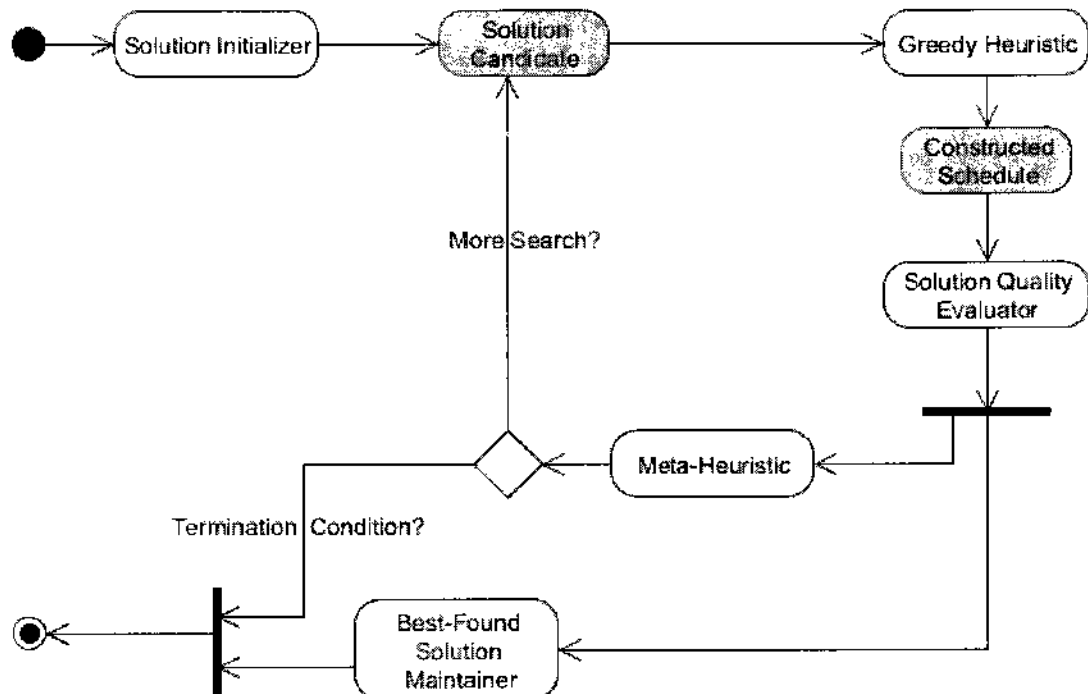 Solution Initializer
Solution
Candidate
Greedy Heuristic
Constructed
Schedule
More Search?
Solution Quality
Evaluator
Meta-Heuristic
Termination Condition?
Best-Found
Solution
Maintainer